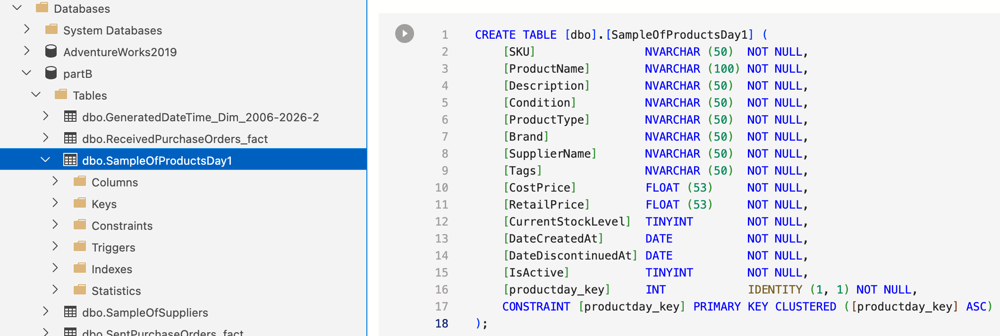 Databases
System Databases
AdventureWorks2019
partB
Tables
dbo.GeneratedDateTime_Dim_2006-2026-2
dbo.ReceivedPurchaseOrders_fact
dbo.SampleOfProductsDay1
Columns
Keys
Constraints
Triggers
Indexes
Statistics
dbo.SampleOfSuppliers
dbo.SentPurchaseOrders_fact
1 CREATE TABLE [dbo].[SampleOfProductsDay1] (
2 [SKU] NVARCHAR (50) NOT NULL,
3 [ProductName] NVARCHAR (100) NOT NULL,
4 [Description] NVARCHAR (50) NOT NULL,
5 [Condition] NVARCHAR (50) NOT NULL,
6 [ProductType] NVARCHAR (50) NOT NULL,
7 [Brand] NVARCHAR (50) NOT NULL,
8 [SupplierName] NVARCHAR (50) NOT NULL,
9 [Tags] NVARCHAR (50) NOT NULL,
10 [CostPrice] FLOAT (53) NOT NULL,
11 [RetailPrice] FLOAT (53) NOT NULL,
12 [CurrentStockLevel] TINYINT NOT NULL,
13 [DateCreatedAt] DATE NOT NULL,
14 [DateDiscontinuedAt] DATE NOT NULL,
15 [IsActive] TINYINT NOT NULL,
16 [productday_key] INT IDENTITY (1, 1) NOT NULL,
17 CONSTRAINT [productday_key] PRIMARY KEY CLUSTERED ([productday_key] ASC)
18 );